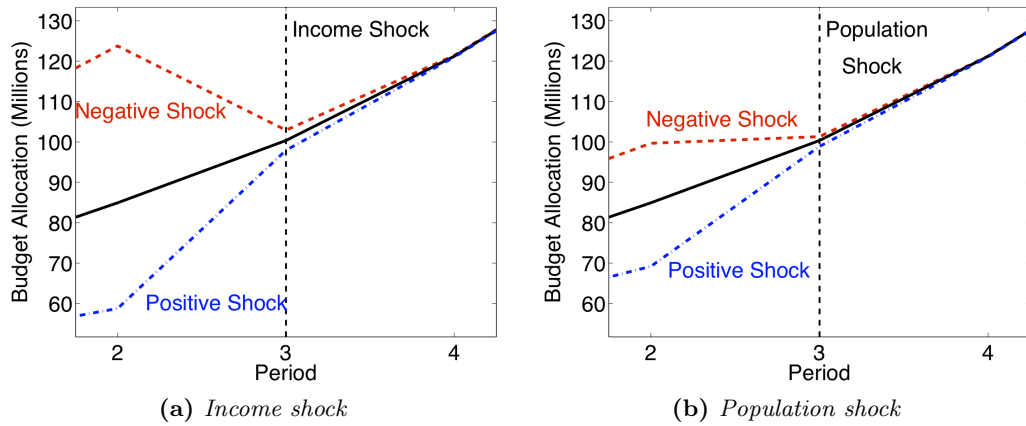 130
120
110
100
90
80
70
60
Budget Allocation (Millions)
Income Shock
Negative Shock
Positive Shock
2
3
4
Period
(a) Income shock
130
120
110
100
90
80
70
60
Budget Allocation (Millions)
Population
Shock
Negative Shock
Positive Shock
2
3
4
Period
(b) Population shock